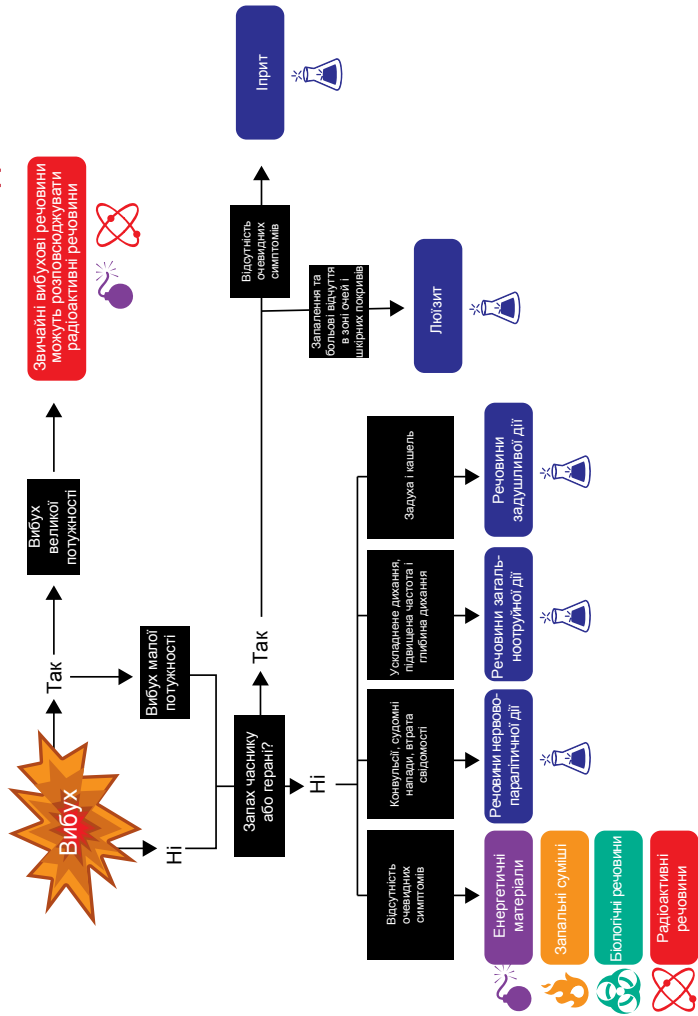 Вибух
Так
Ні
Вибух
великої
потужності
Звичайні вибухові речовини
можуть розповсюджувати
радіоактивні речовини
Вибух малої
потужності
Запах часнику
або герані?
Так
Ні
Відсутність
очевидних
симптомів
Іприт
Запалення та
больові відчуття
в зоні очей і
шкірних покривів
Люїзит
Відсутність
очевидних
симптомів
Конвульсії, судомні
напади, втрата
свідомості
Ускладнене дихання,
підвищена частота і
глибина дихання
Задуха і кашель
Енергетичні
матеріали
Запальні суміші
Біологічні речовини
Радіоактивні
речовини
Речовини нервово-
паралітичної дії
Речовини загаль-
ноотруйної дії
Речовини
задушливої дії